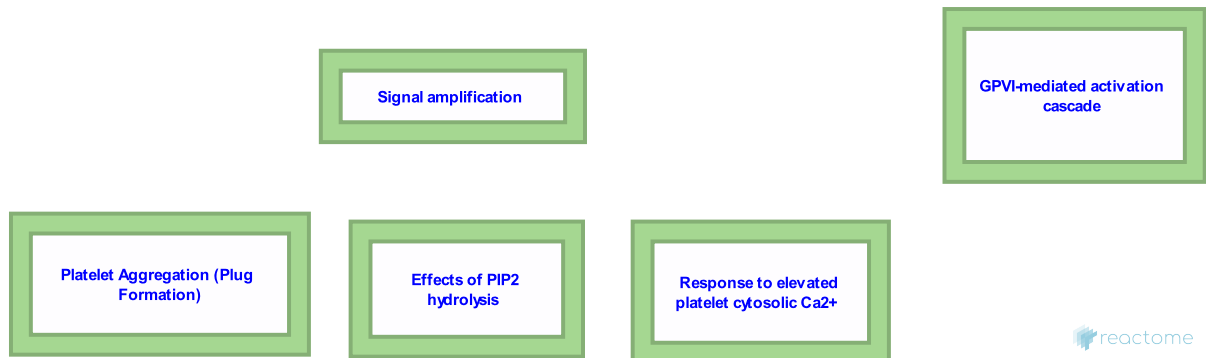 Signal amplification
GPVI-mediated activation
cascade
Platelet Aggregation (Plug
Formation)
Effects of PIP2
hydrolysis
Response to elevated
platelet cytosolic Ca2+
reactome